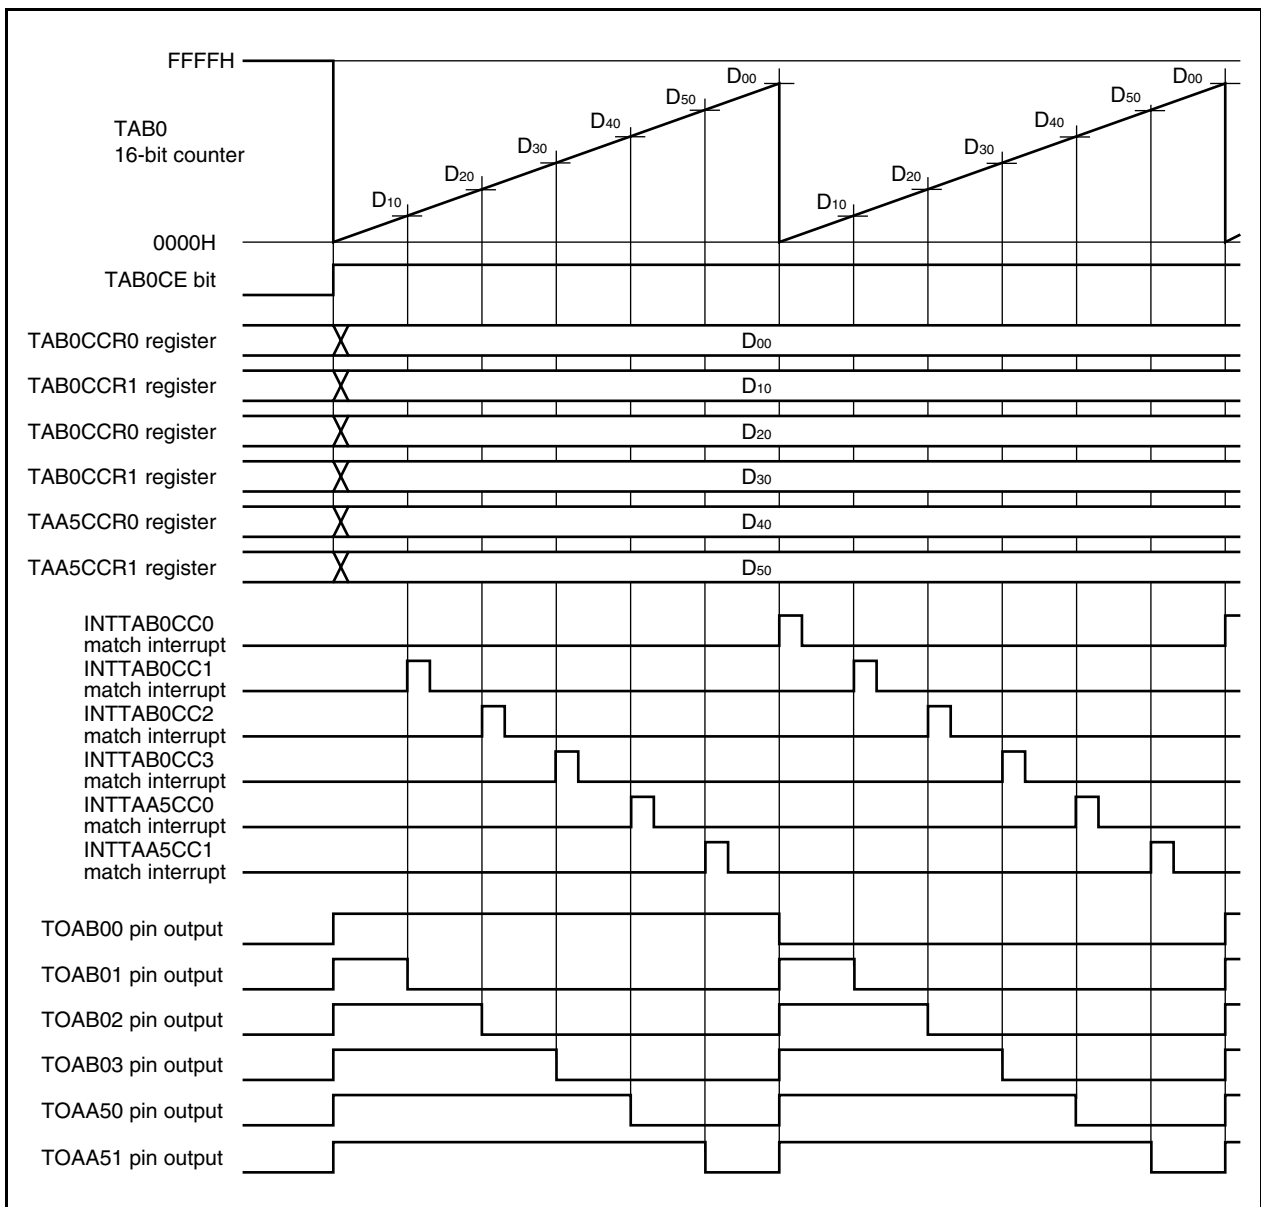 FFFFH
TAB0
16-bit counter
0000H
D10
D20
D30
D40
D50
D00
D10
D20
D30
D40
D50
D00
TAB0CE bit
TAB0CCR0 register
D00
TAB0CCR1 register
D10
TAB0CCR0 register
D20
TAB0CCR1 register
D30
TAA5CCR0 register
D40
TAA5CCR1 register
D50
INTTAB0CC0
match interrupt
INTTAB0CC1
match interrupt
INTTAB0CC2
match interrupt
INTTAB0CC3
match interrupt
INTTAA5CC0
match interrupt
INTTAA5CC1
match interrupt
TOAB00 pin output
TOAB01 pin output
TOAB02 pin output
TOAB03 pin output
TOAA50 pin output
TOAA51 pin output